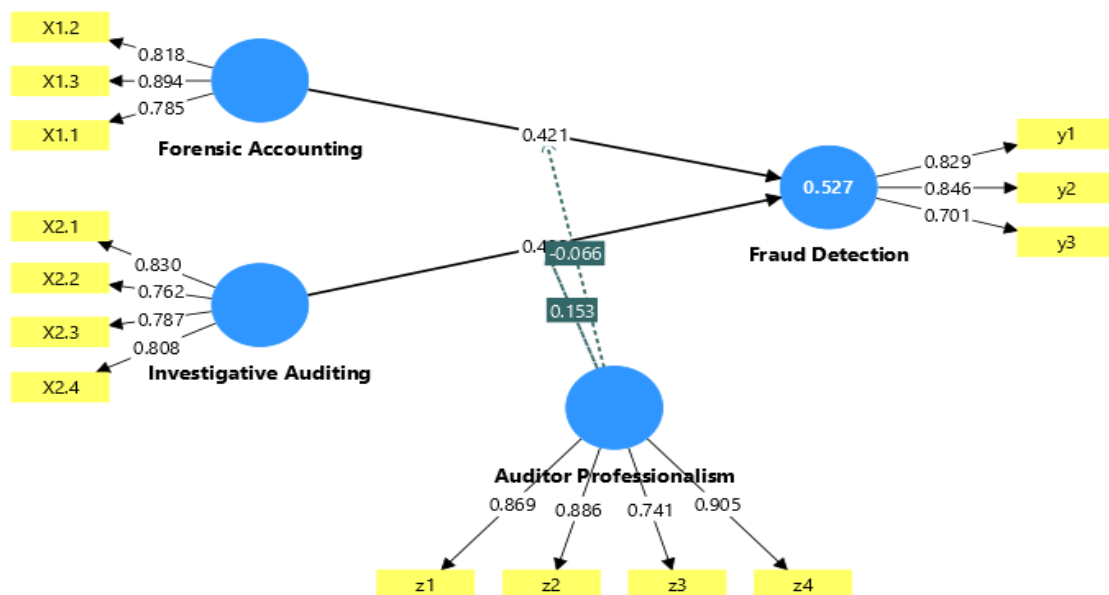 X1.2
0.818
X1.3
0.894
X1.1
0.785
Forensic Accounting
0.421
y1
0.829
y2
0.846
y3
0.701
0.527
Fraud Detection
X2.1
0.830
X2.2
0.762
X2.3
0.787
X2.4
0.808
Investigative Auditing
-0.066
0.153
Auditor Professionalism
0.869
0.886
0.741
0.905
z1
z2
z3
z4